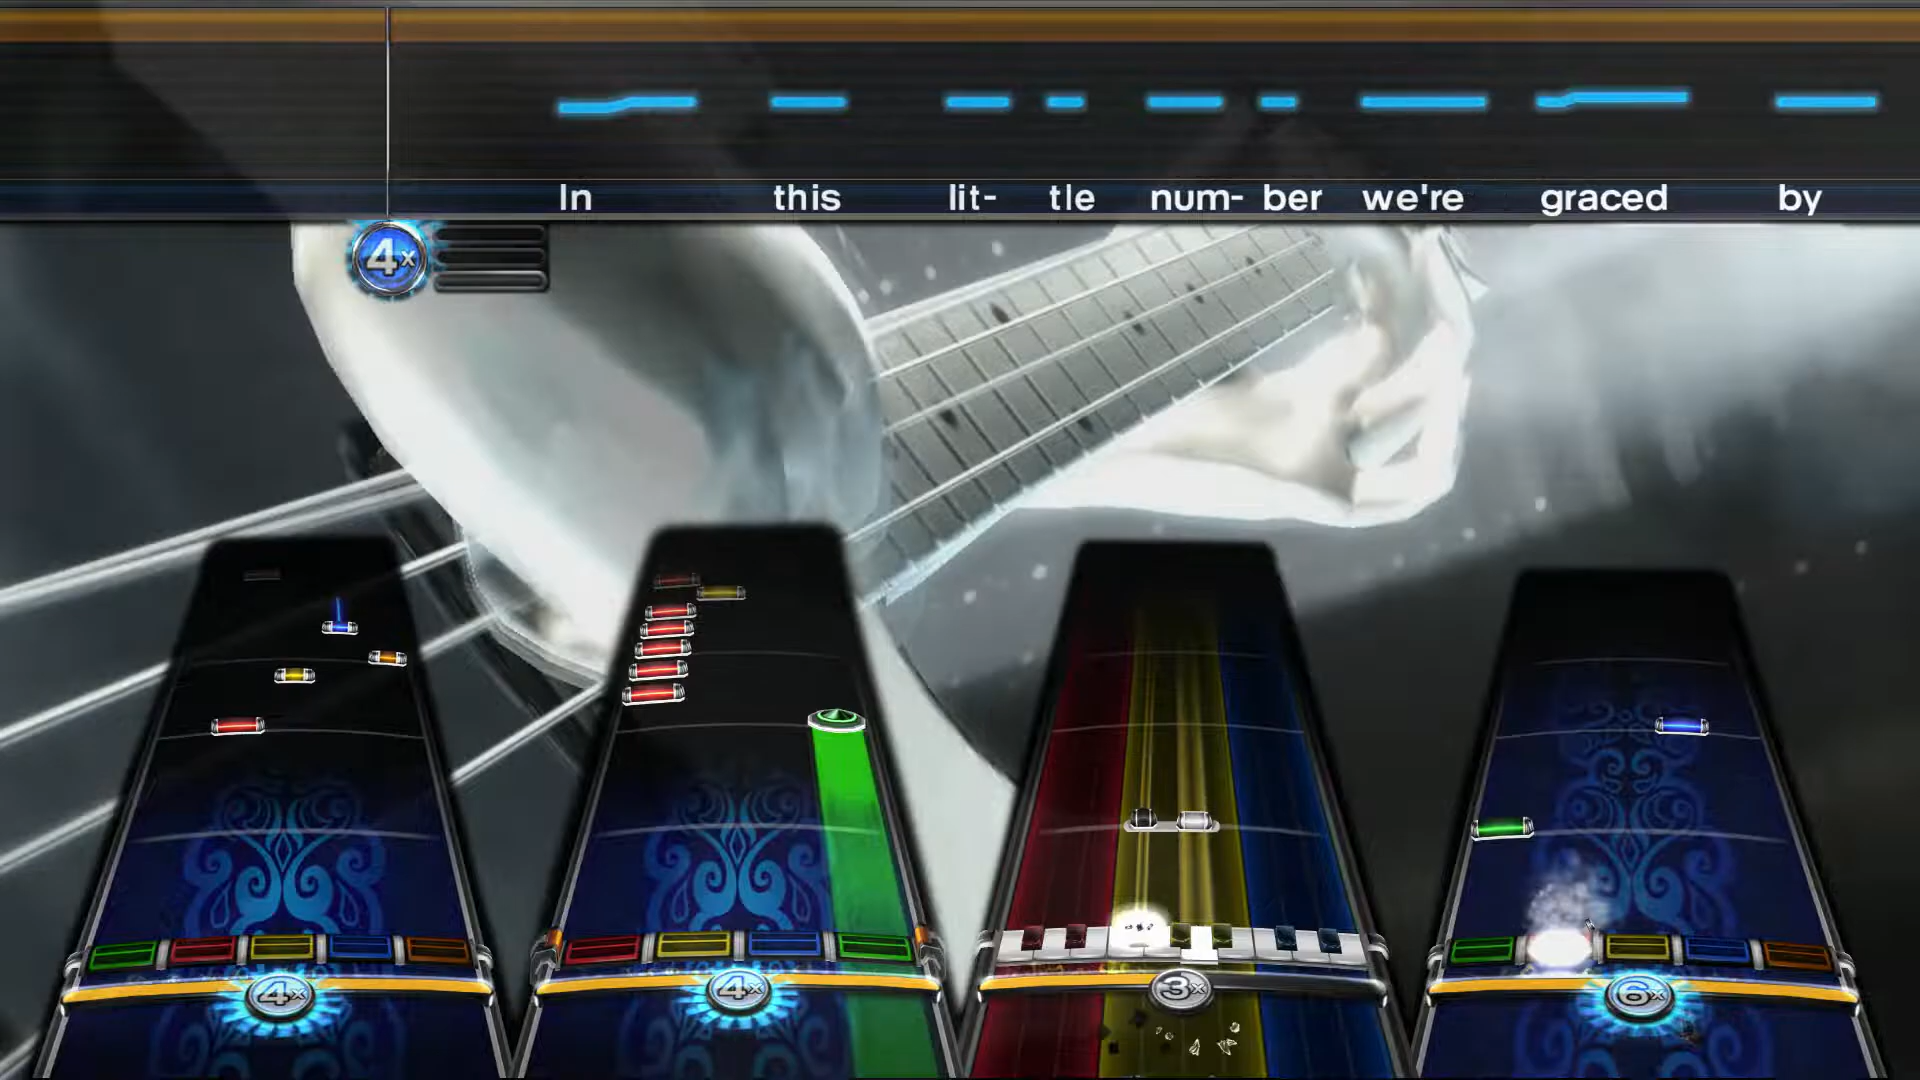 In this lit- tle num- ber we're graced by
4x
4x 4x 3x 6x